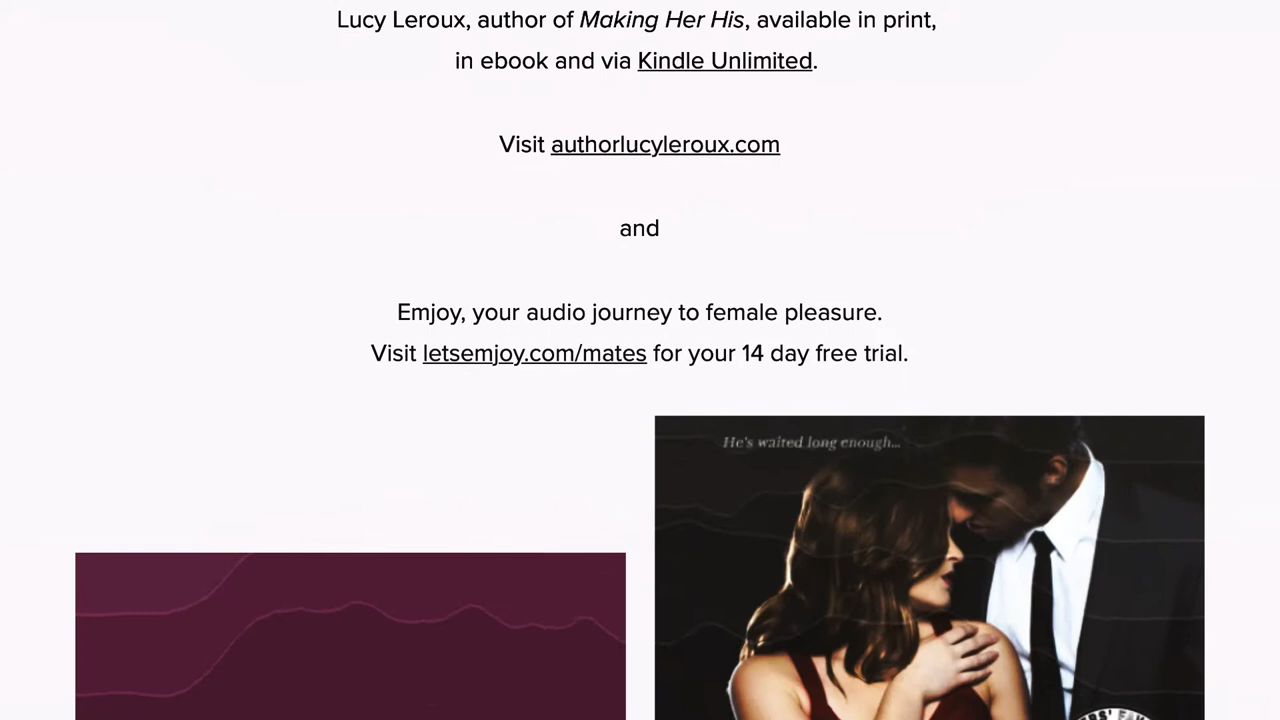 Lucy Leroux, author of Making Her His, available in print,
in ebook and via Kindle Unlimited.
Visit authorlucyleroux.com
and
Emjoy, your audio journey to female pleasure.
Visit letsemjoy.com/mates for your 14 day free trial.
He's waited long enough...